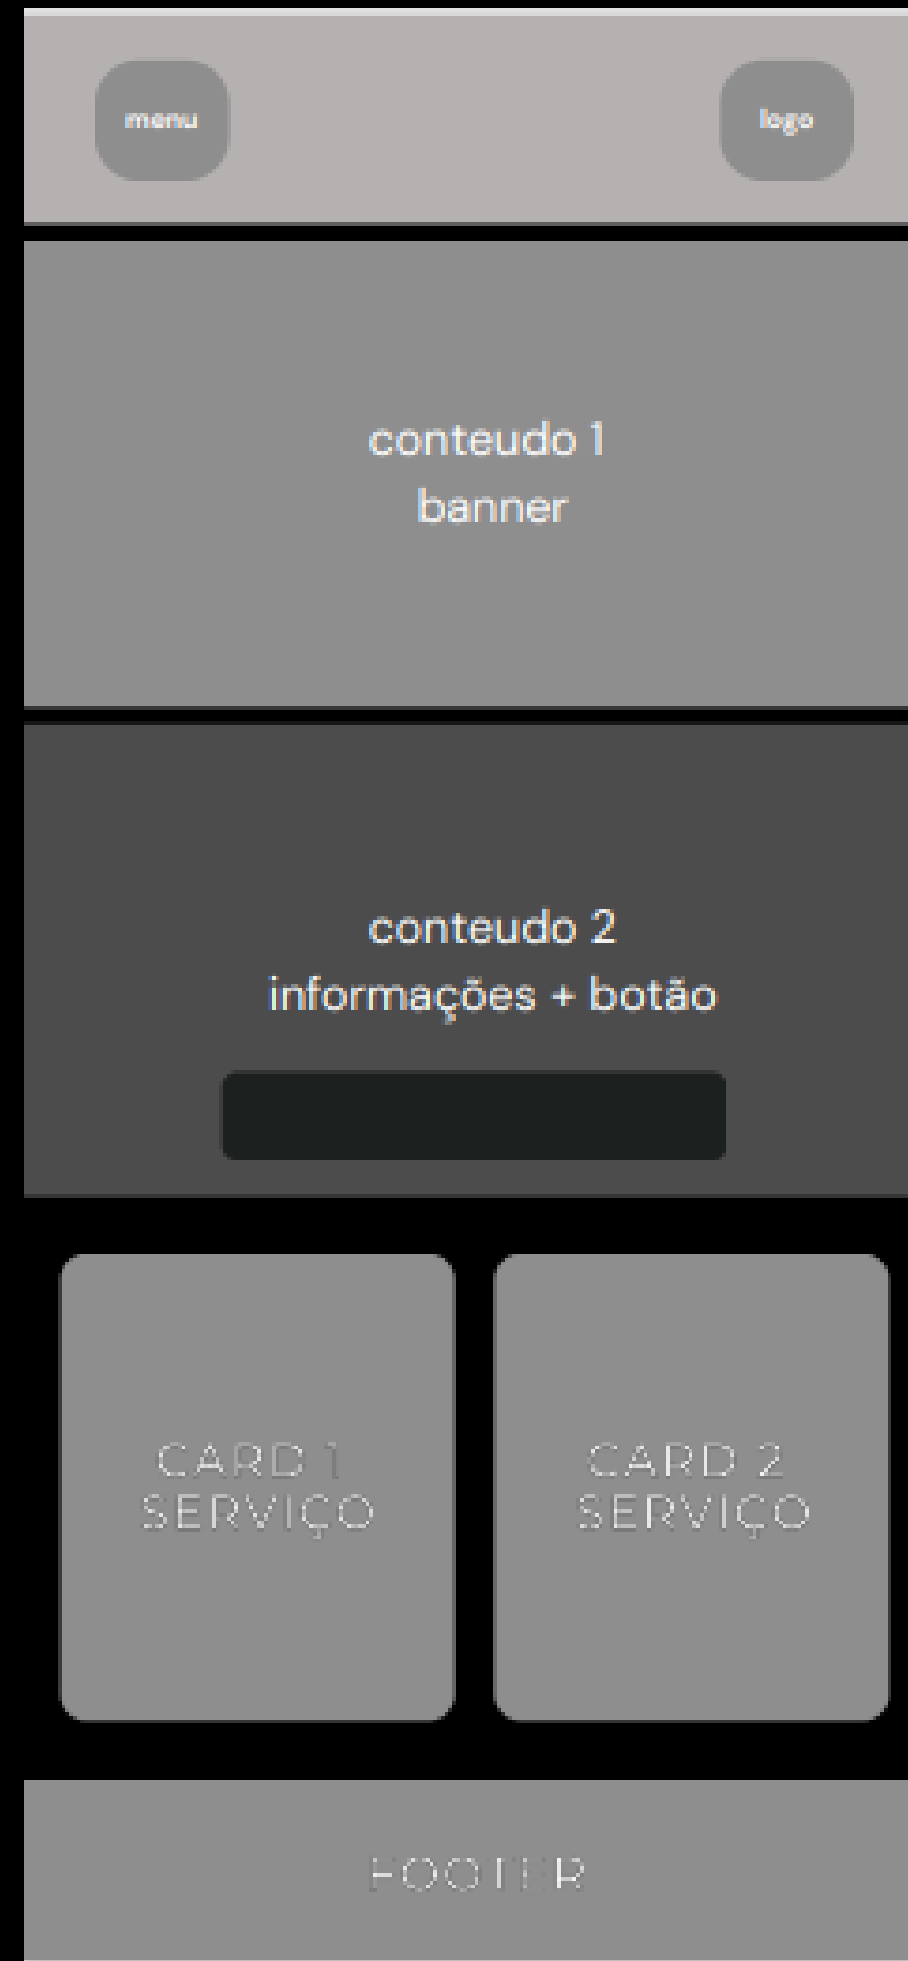 menu
logo
conteudo 1
banner
conteudo 2
informações + botão
CARD 1
SERVIÇO
CARD 2
SERVIÇO
FOOTER